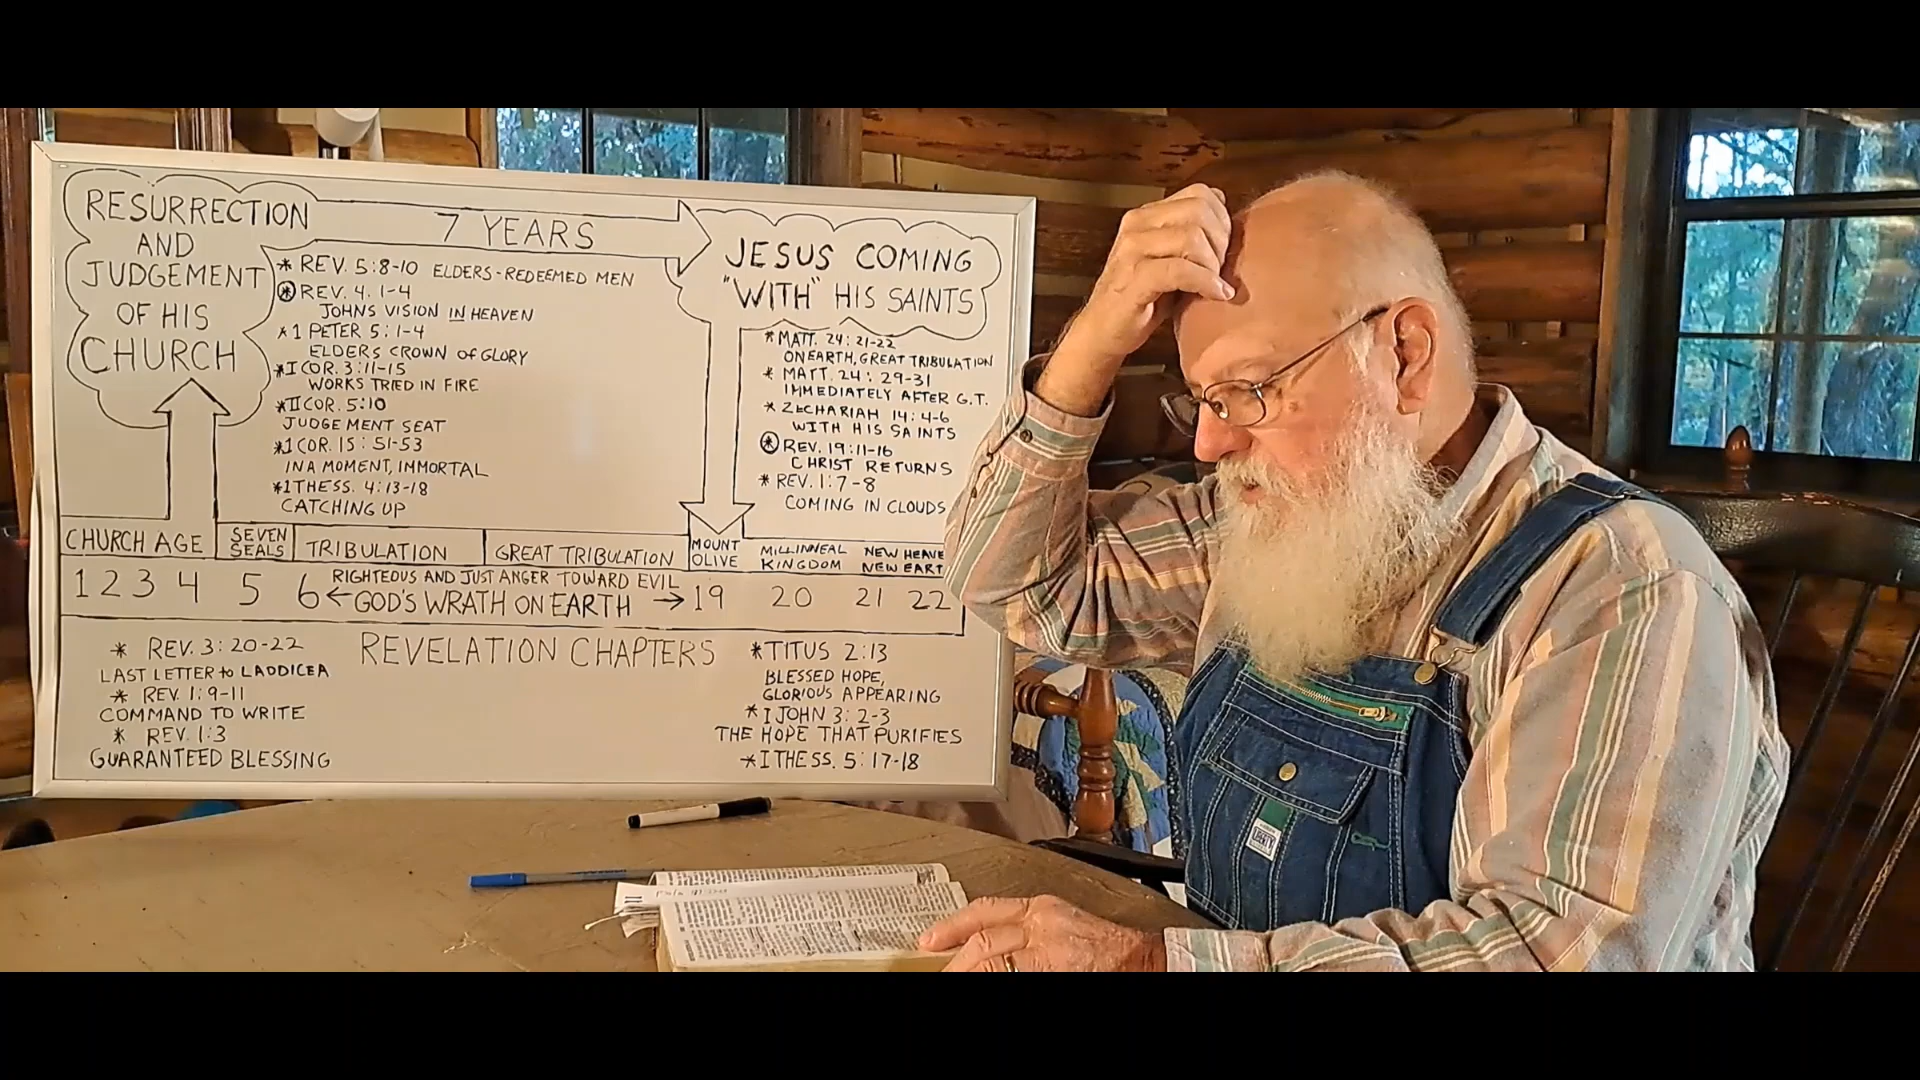 RESURRECTION
AND
JUDGEMENT
OF HIS
CHURCH
7 YEARS
JESUS COMING
"WITH" HIS SAINTS
* REV. 5:8-10 ELDERS-REDEEMED MEN
* REV. 4. 1-4
JOHNS VISION IN HEAVEN
* 1 PETER 5:1-4
ELDERS CROWN OF GLORY
* I COR. 3:11-15
WORKS TRIED IN FIRE
* II COR. 5:10
JUDGEMENT SEAT
* 1 COR. 15:51-53
IN A MOMENT, IMMORTAL
* 1 THESS. 4:13-18
CATCHING UP
* MATT. 24:21-22
ON EARTH, GREAT TRIBULATION
* MATT. 24:29-31
IMMEDIATELY AFTER G.T.
* ZECHARIAH 14:4-6
WITH HIS SAINTS
* REV. 19:11-16
CHRIST RETURNS
* REV. 1:7-8
COMING IN CLOUDS
CHURCH AGE
SEVEN
SEALS
TRIBULATION
GREAT TRIBULATION
MOUNT
OLIVE
MILLINNEAL
KINGDOM
NEW HEAVE
NEW EART
1 2 3 4 5 6 ← GOD'S WRATH ON EARTH → 19 20 21 22
RIGHTEOUS AND JUST ANGER TOWARD EVIL
REVELATION CHAPTERS
* REV. 3:20-22
LAST LETTER to LAODICEA
* REV. 1:9-11
COMMAND TO WRITE
* REV. 1:3
GUARANTEED BLESSING
* TITUS 2:13
BLESSED HOPE,
GLORIOUS APPEARING
* I JOHN 3:2-3
THE HOPE THAT PURIFIES
* I THESS. 5:17-18